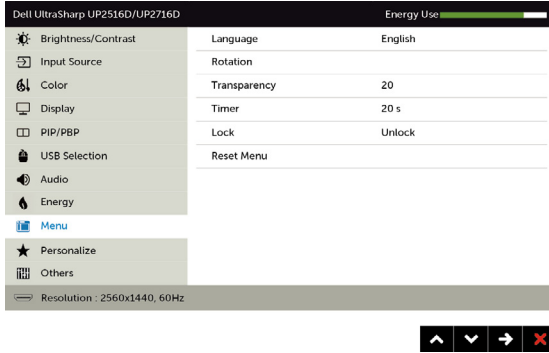 Dell UltraSharp UP2516D/UP2716D Energy Use
Brightness/Contrast
Input Source
Color
Display
PIP/PBP
USB Selection
Audio
Energy
Menu
Personalize
Others
Language English
Rotation
Transparency 20
Timer 20 s
Lock Unlock
Reset Menu
Resolution : 2560x1440, 60Hz